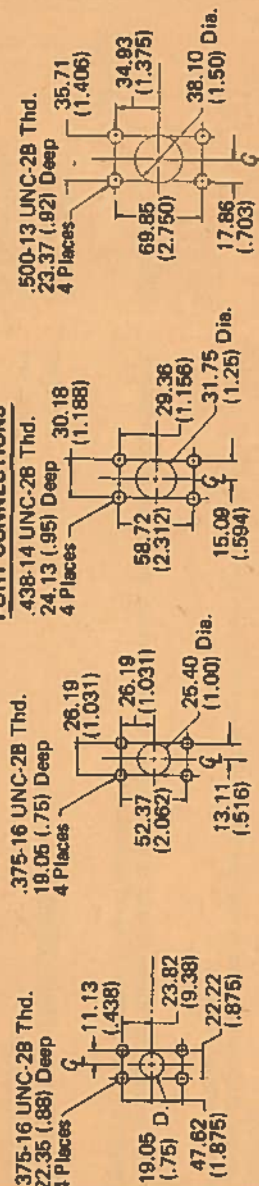 PORT CONNECTIONS
375-16 UNC-2B Thd.
22.35 (.88) Deep
4 Places
11.13
(.438)
23.82
(9.38)
22.22
(.875)
19.05 D.
(.75)
47.62
(1.875)
.375-16 UNC-2B Thd.
19.05 (.75) Deep
4 Places
26.19
(1.031)
26.19
(1.031)
25.40 Dia.
(1.00)
52.37
(2.062)
13.11
(.516)
.438-14 UNC-2B Thd.
24.13 (.95) Deep
4 Places
30.18
(1.188)
29.36
(1.156)
31.75 Dia.
(1.25)
58.72
(2.312)
15.09
(.594)
.500-13 UNC-2B Thd.
23.37 (.92) Deep
4 Places
35.71
(1.406)
34.93
(1.375)
38.10 Dia.
(1.50)
69.85
(2.750)
17.86
(.703)